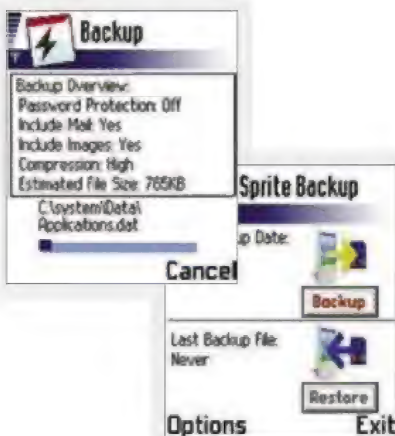 Backup
Backup Overview:
Password Protection: Off
Include Mail: Yes
Include Images: Yes
Compression: High
Estimated File Size: 765KB
C:\system\Data\
Applications.dat
Cancel
Sprite Backup
up Date:
Backup
Last Backup File:
Never
Restore
Options
Exit